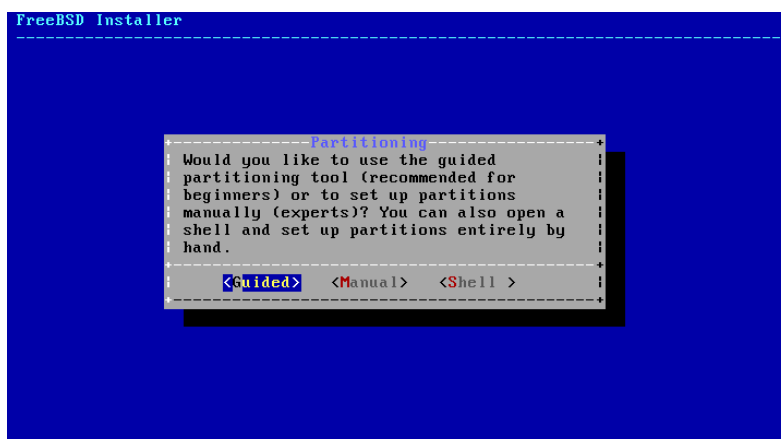 FreeBSD Installer
Partitioning
Would you like to use the guided
partitioning tool (recommended for
beginners) or to set up partitions
manually (experts)? You can also open a
shell and set up partitions entirely by
hand.
<Guided> <Manual> <Shell >